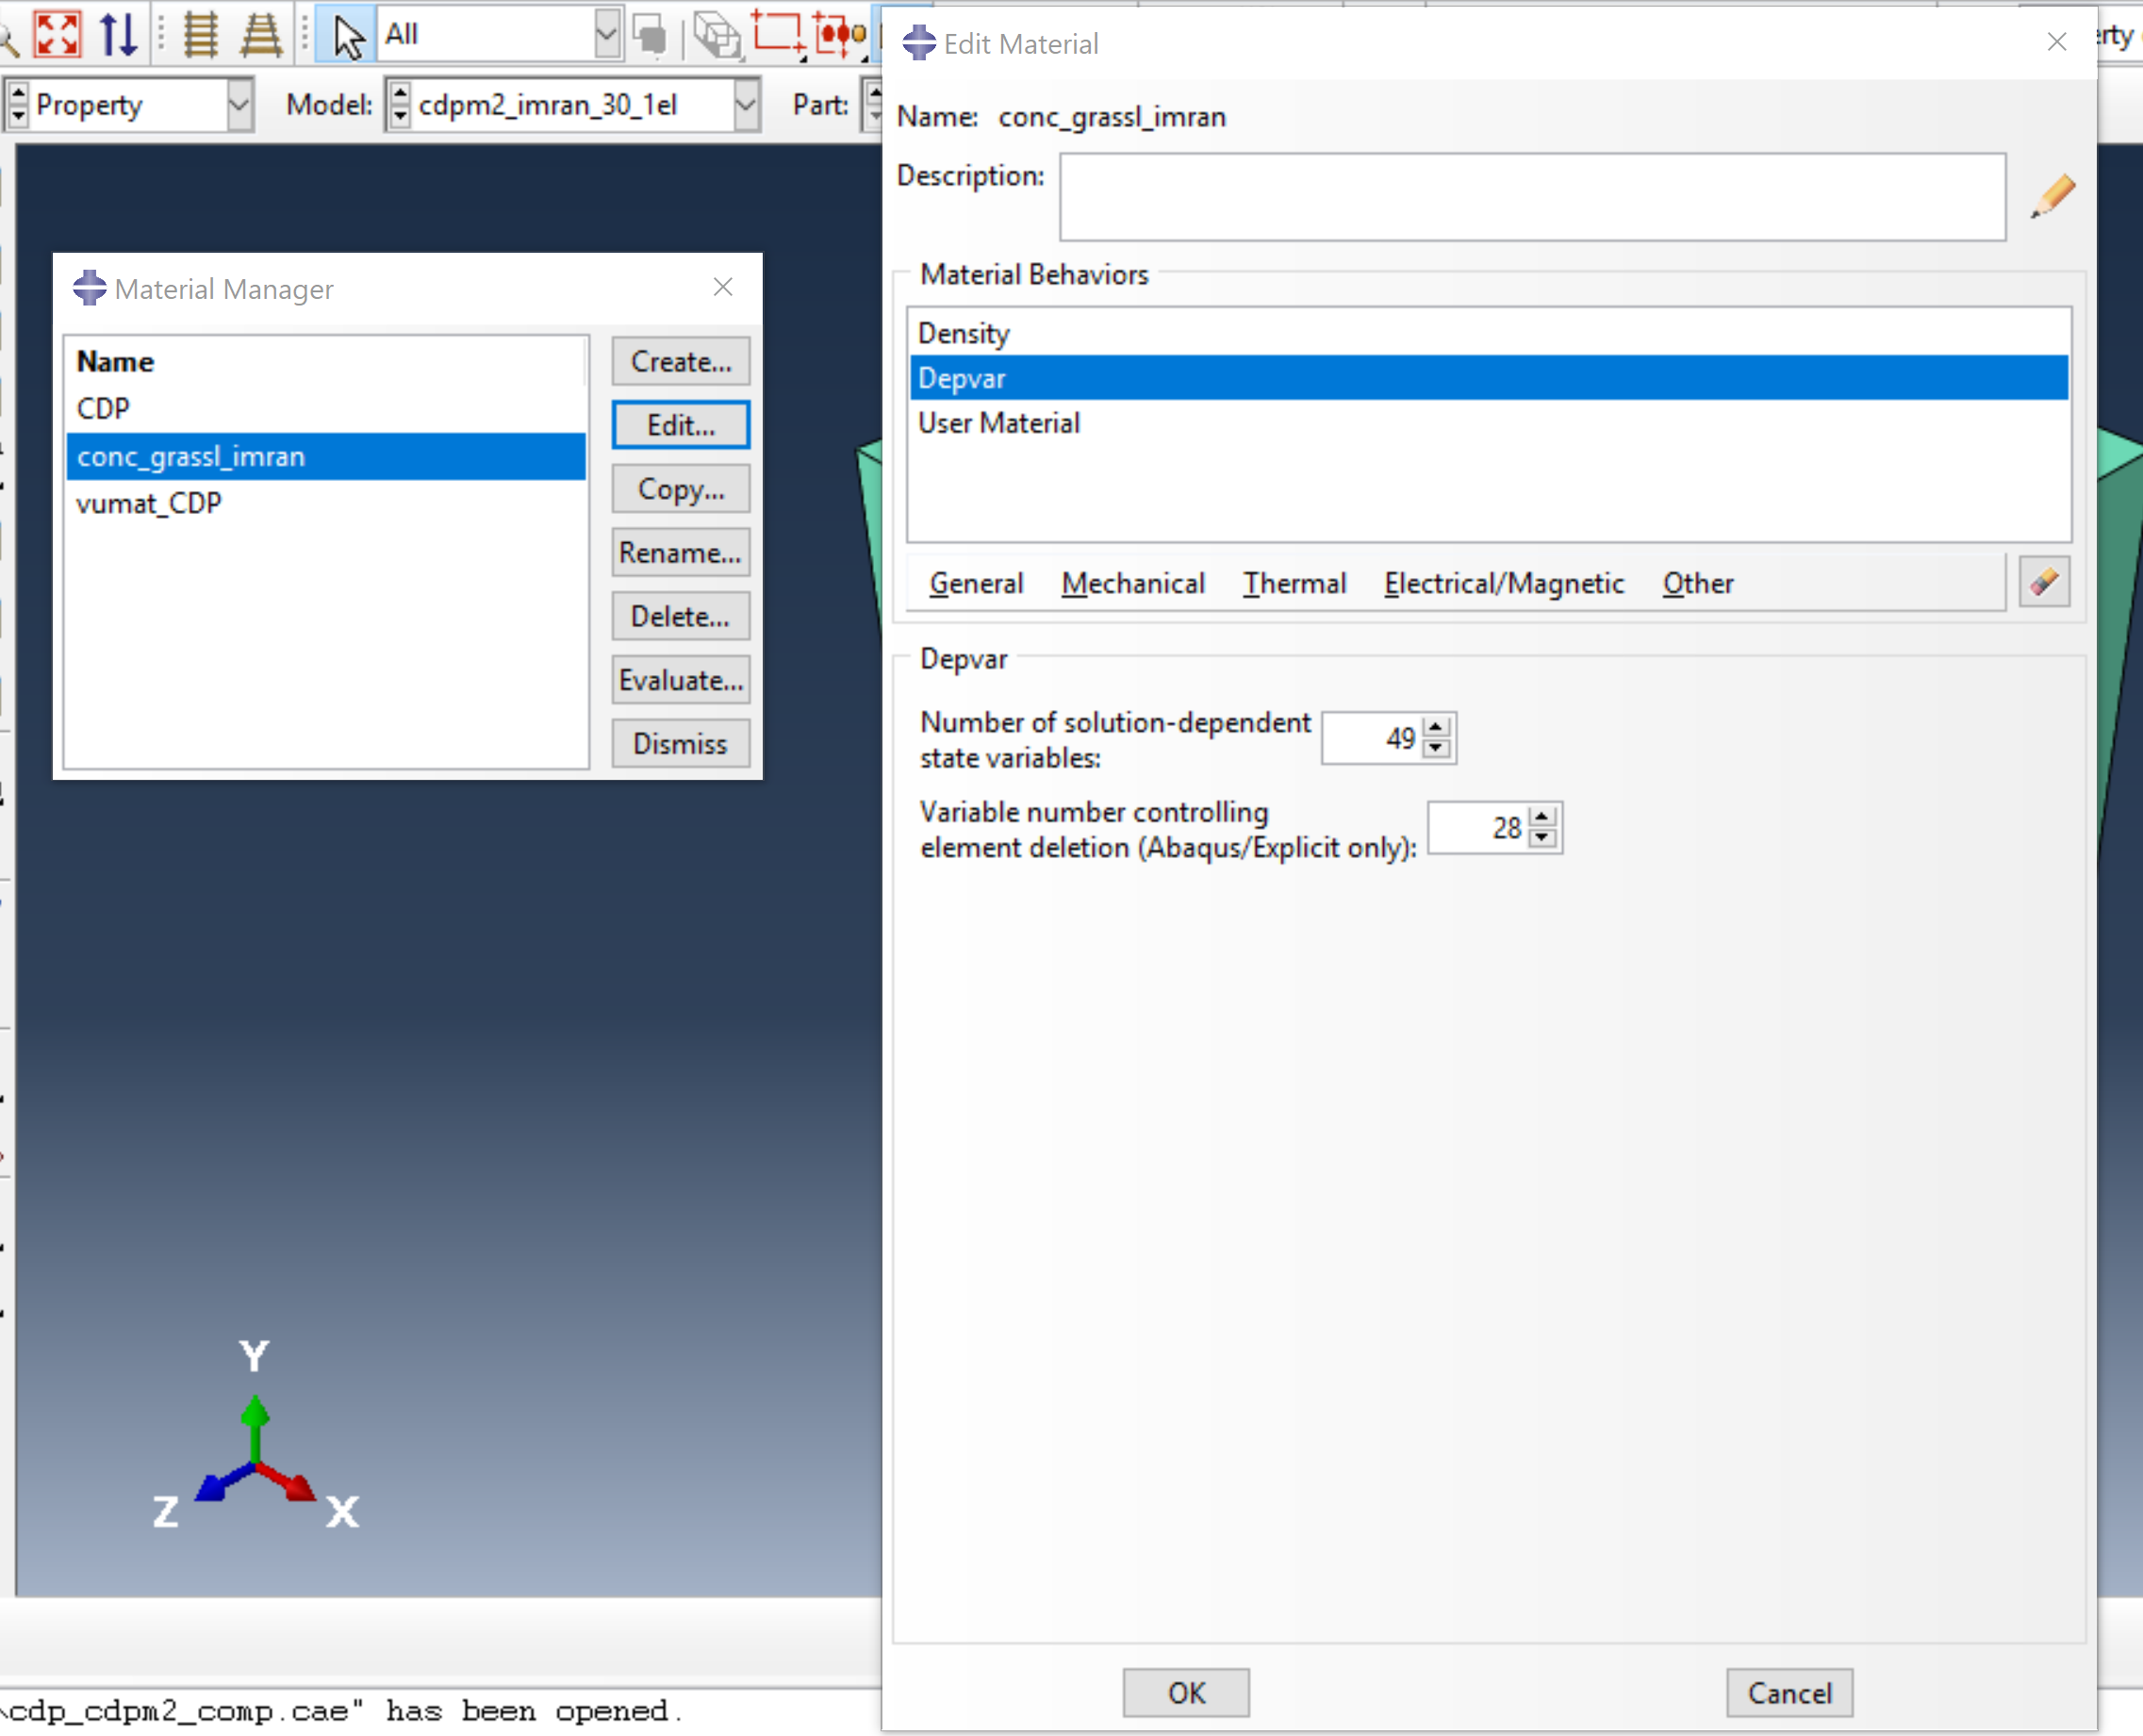 All
Property
Model:
cdpm2_imran_30_1el
Part:
Material Manager
Name
CDP
conc_grassl_imran
vumat_CDP
Create...
Edit...
Copy...
Rename...
Delete...
Evaluate...
Dismiss
Y
Z
X
cdp_cdpm2_comp.cae" has been opened.
Edit Material
Name: conc_grassl_imran
Description:
Material Behaviors
Density
Depvar
User Material
General Mechanical Thermal Electrical/Magnetic Other
Depvar
Number of solution-dependent
state variables:
49
Variable number controlling
element deletion (Abaqus/Explicit only):
28
OK
Cancel
erty